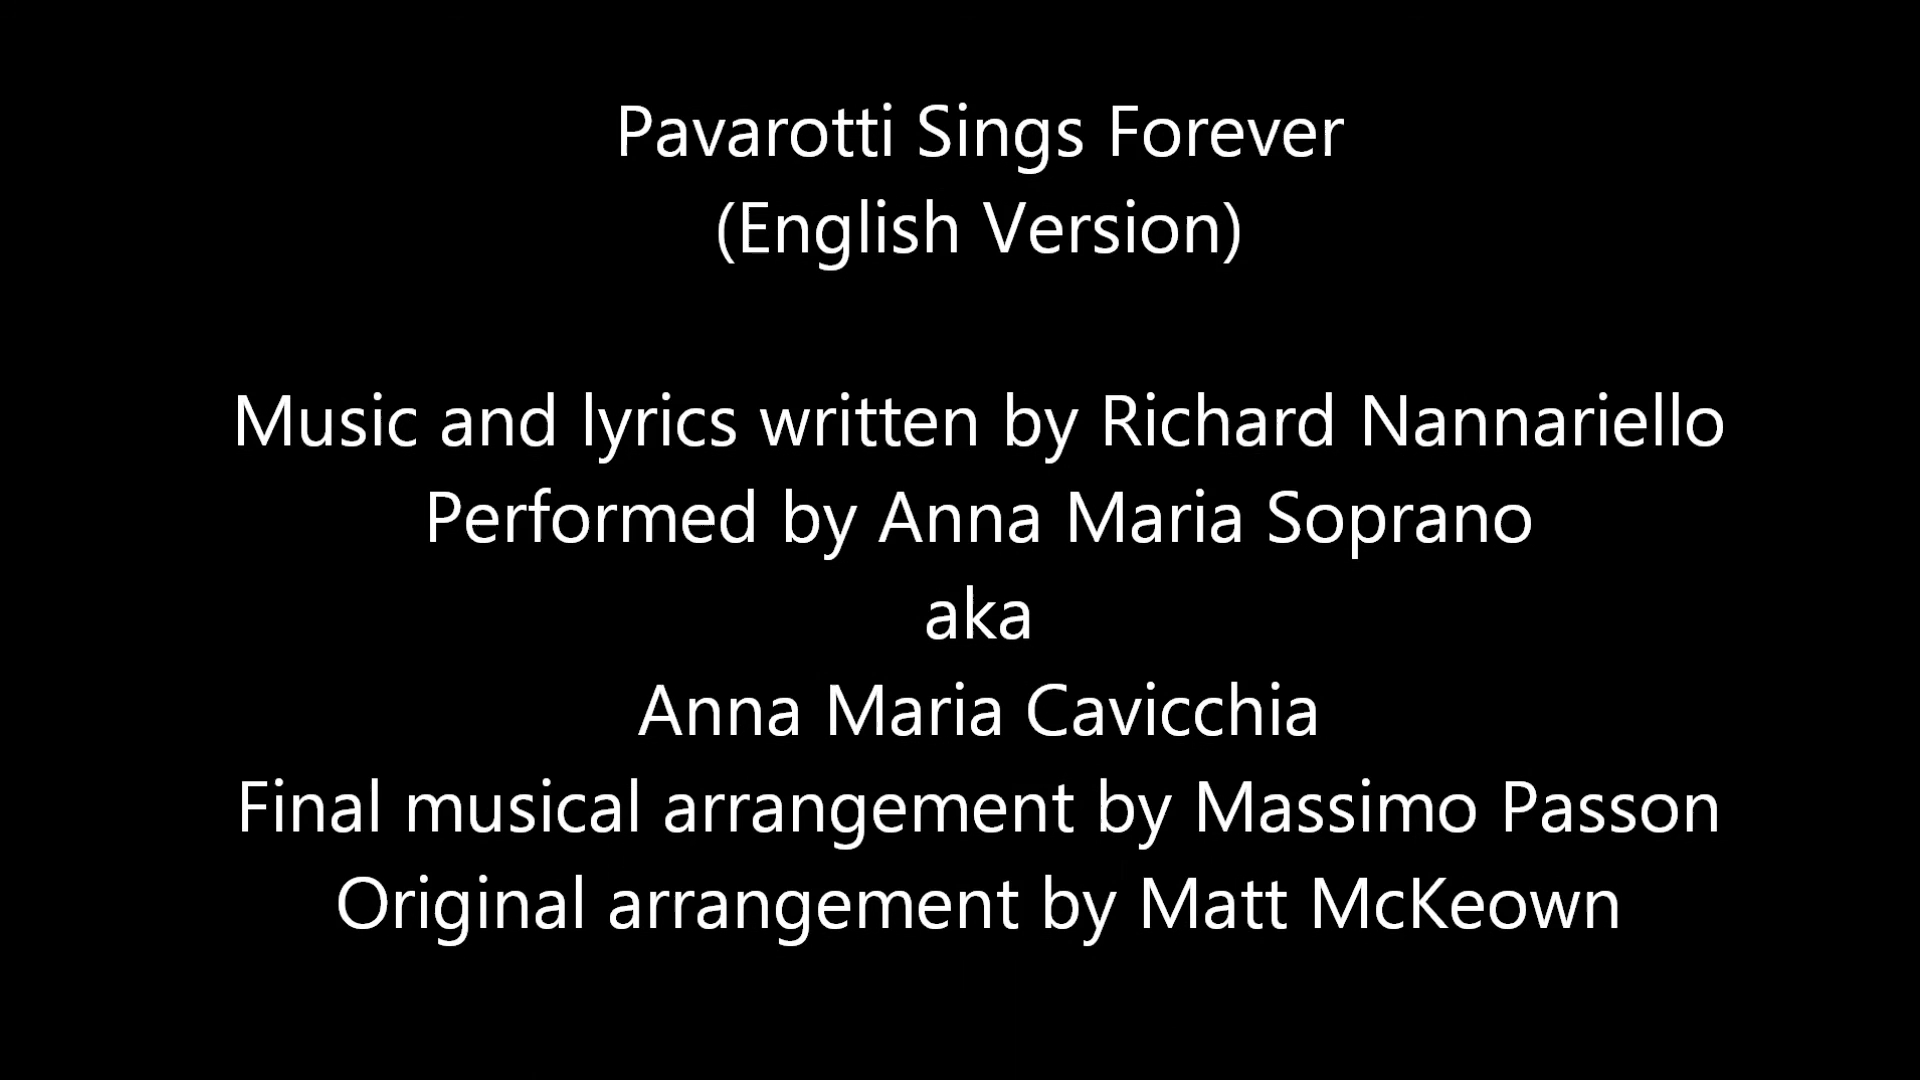 Pavarotti Sings Forever
(English Version)
Music and lyrics written by Richard Nannariello
Performed by Anna Maria Soprano
aka
Anna Maria Cavicchia
Final musical arrangement by Massimo Passon
Original arrangement by Matt McKeown